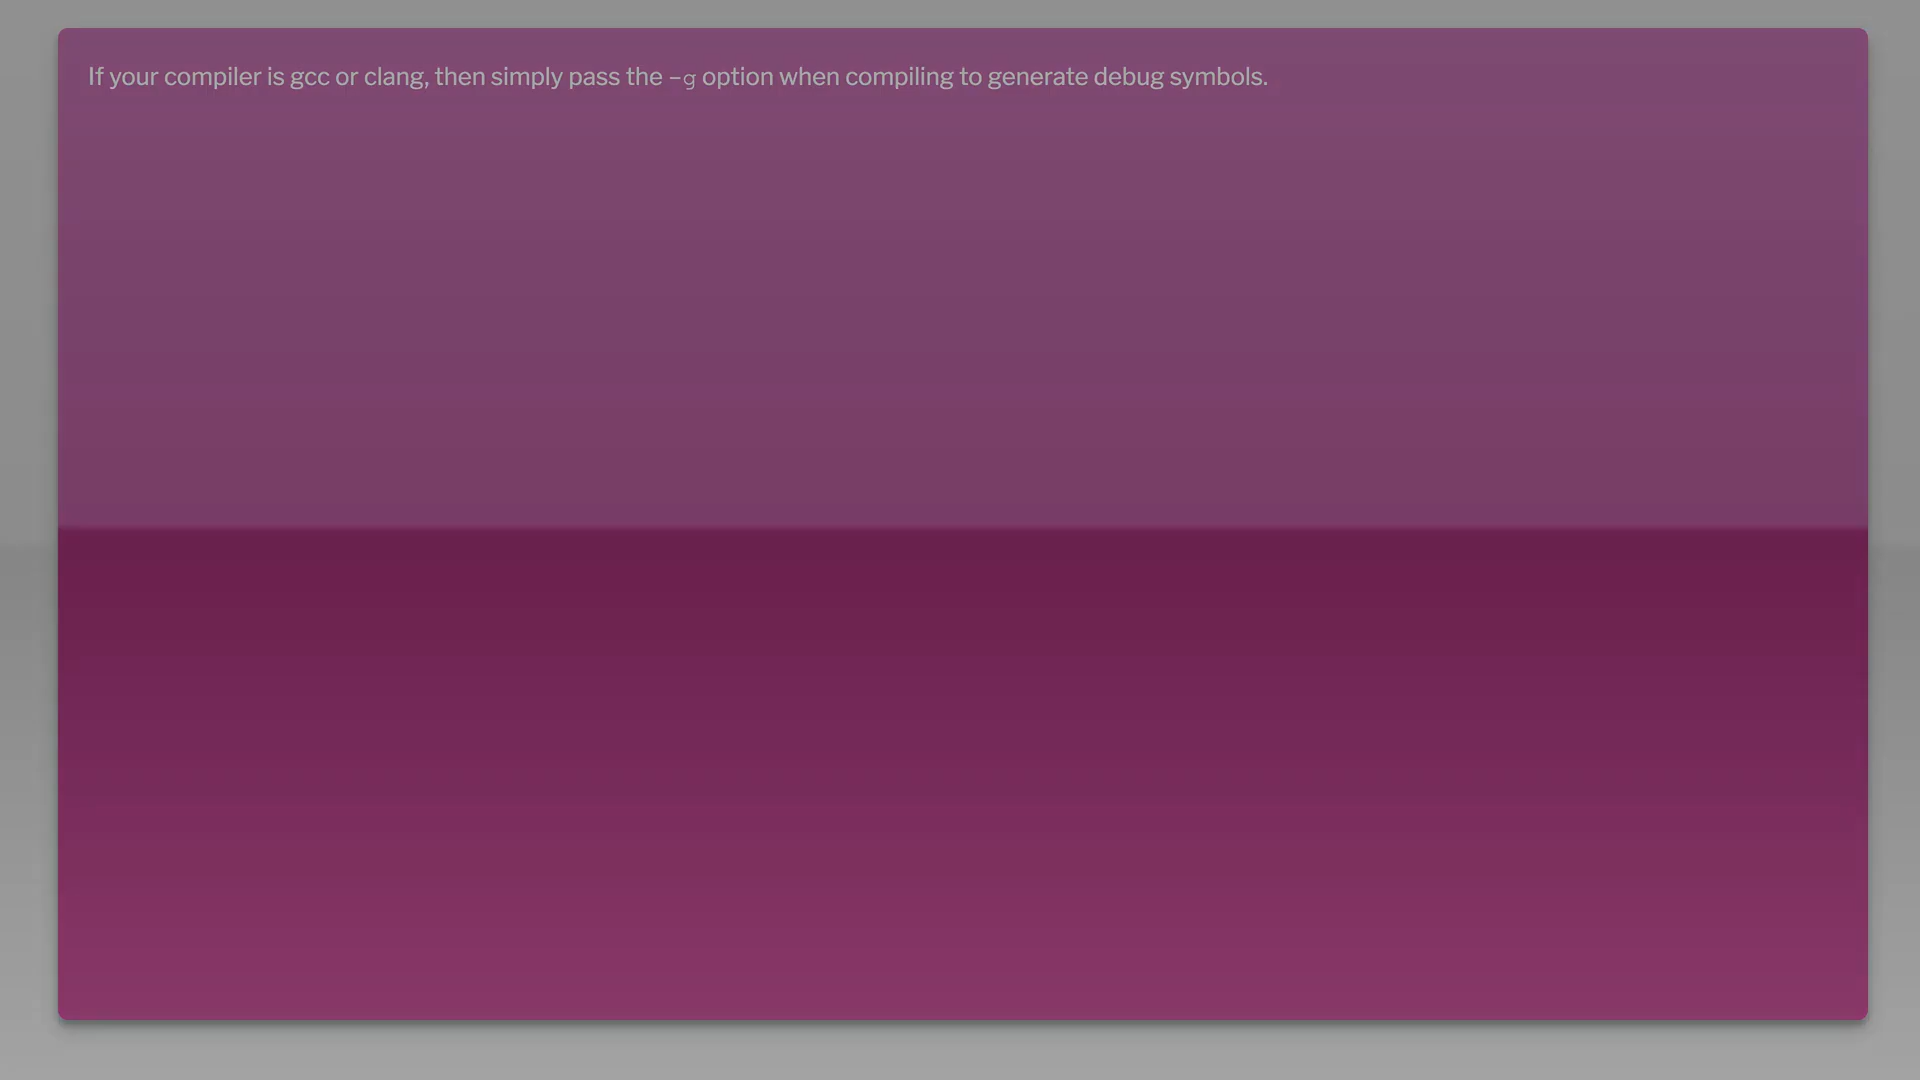 If your compiler is gcc or clang, then simply pass the -g option when compiling to generate debug symbols.